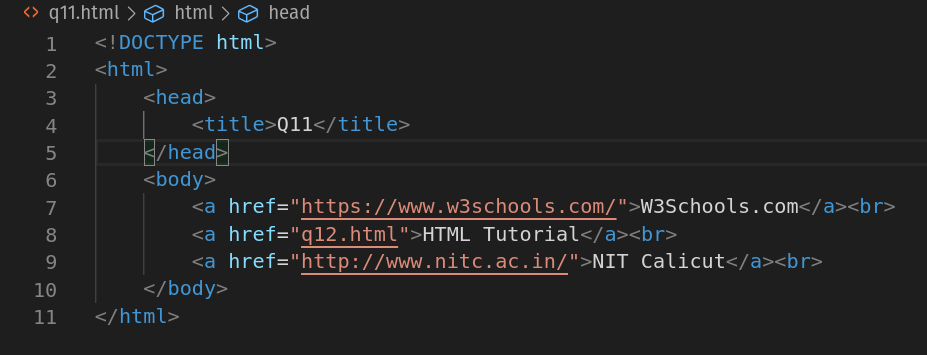 <> q11.html > html > head
1 <!DOCTYPE html>
2 <html>
3     <head>
4         <title>Q11</title>
5     </head>
6     <body>
7         <a href="https://www.w3schools.com/">W3Schools.com</a><br>
8         <a href="q12.html">HTML Tutorial</a><br>
9         <a href="http://www.nitc.ac.in/">NIT Calicut</a><br>
10     </body>
11 </html>